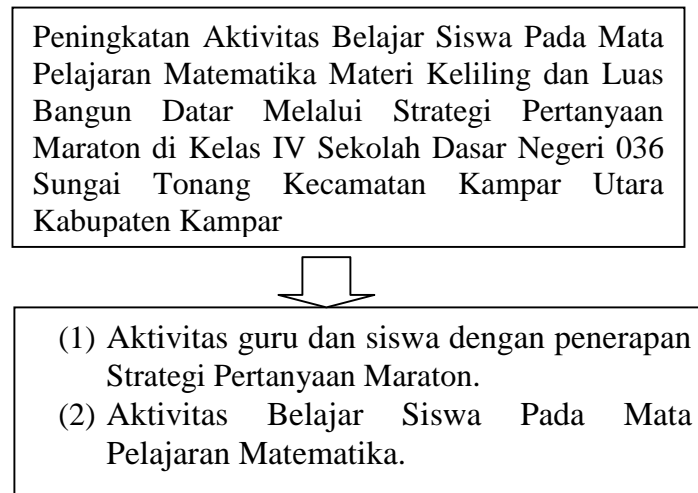 Peningkatan Aktivitas Belajar Siswa Pada Mata
Pelajaran Matematika Materi Keliling dan Luas
Bangun Datar Melalui Strategi Pertanyaan
Maraton di Kelas IV Sekolah Dasar Negeri 036
Sungai Tonang Kecamatan Kampar Utara
Kabupaten Kampar
(1) Aktivitas guru dan siswa dengan penerapan
Strategi Pertanyaan Maraton.
(2) Aktivitas Belajar Siswa Pada Mata
Pelajaran Matematika.